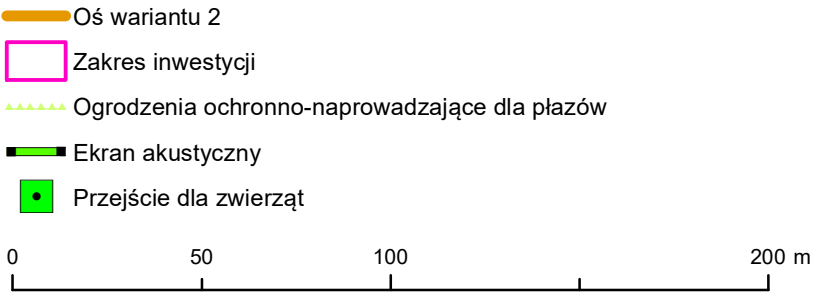 Oś wariantu 2
Zakres inwestycji
Ogrodzenia ochronno-naprowadzające dla płazów
Ekran akustyczny
Przejście dla zwierząt
0 50 100 200 m